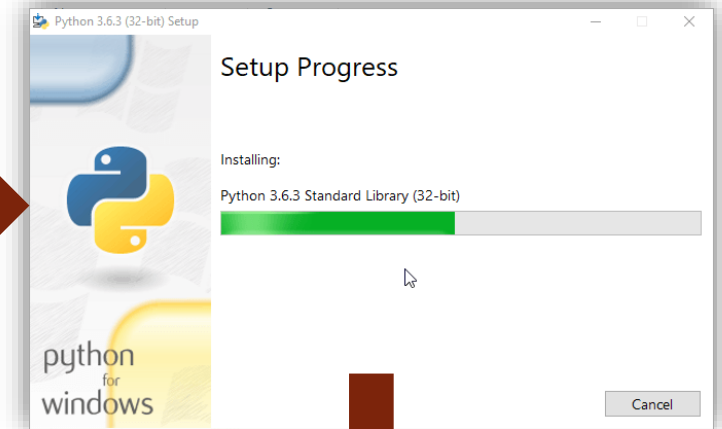 Python 3.6.3 (32-bit) Setup
Setup Progress
Installing:
Python 3.6.3 Standard Library (32-bit)
python
for
windows
Cancel